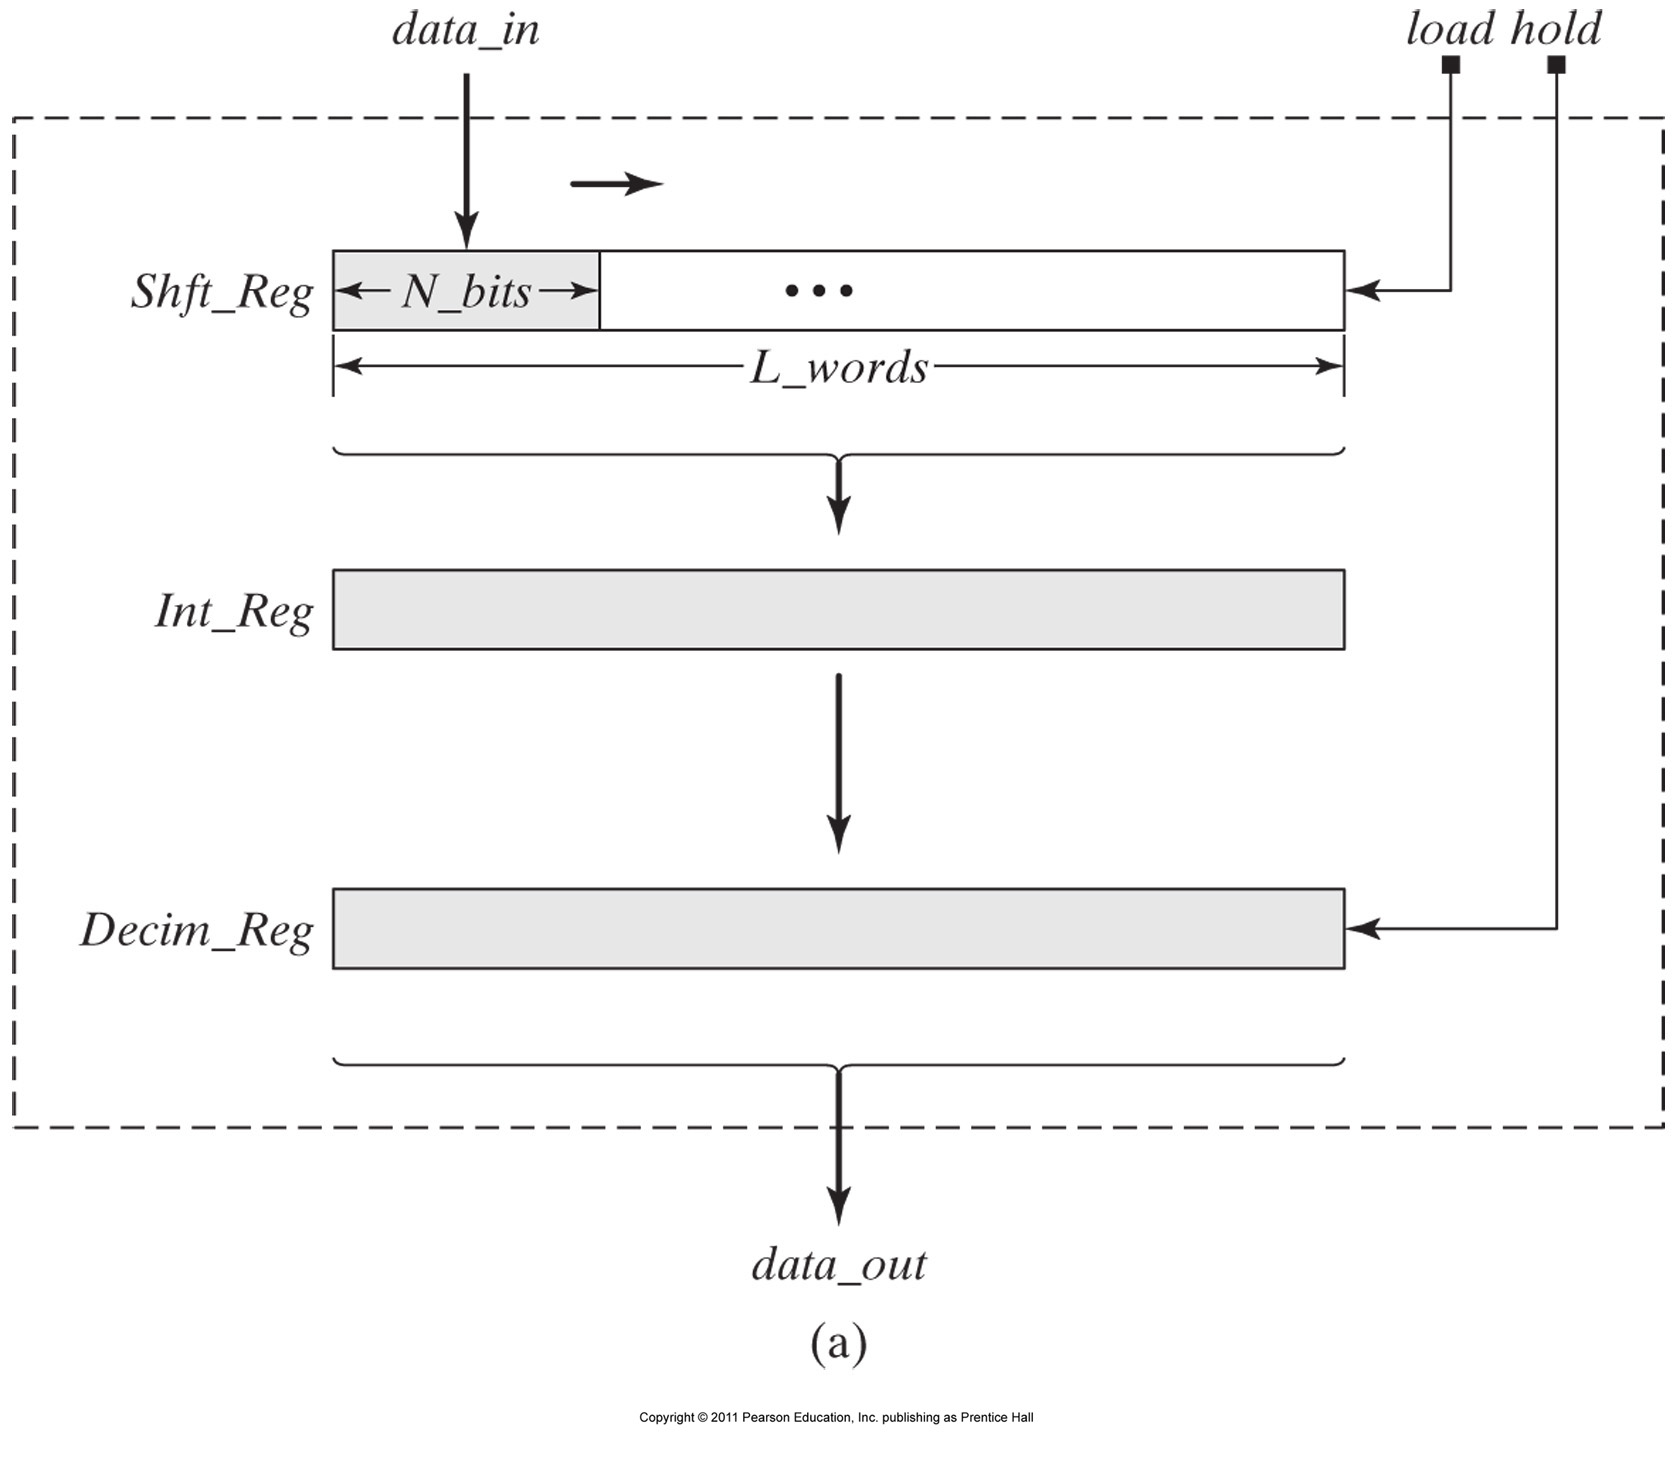 data_in
load hold
Shft_Reg
N_bits
L_words
Int_Reg
Decim_Reg
data_out
(a)
Copyright © 2011 Pearson Education, Inc. publishing as Prentice Hall